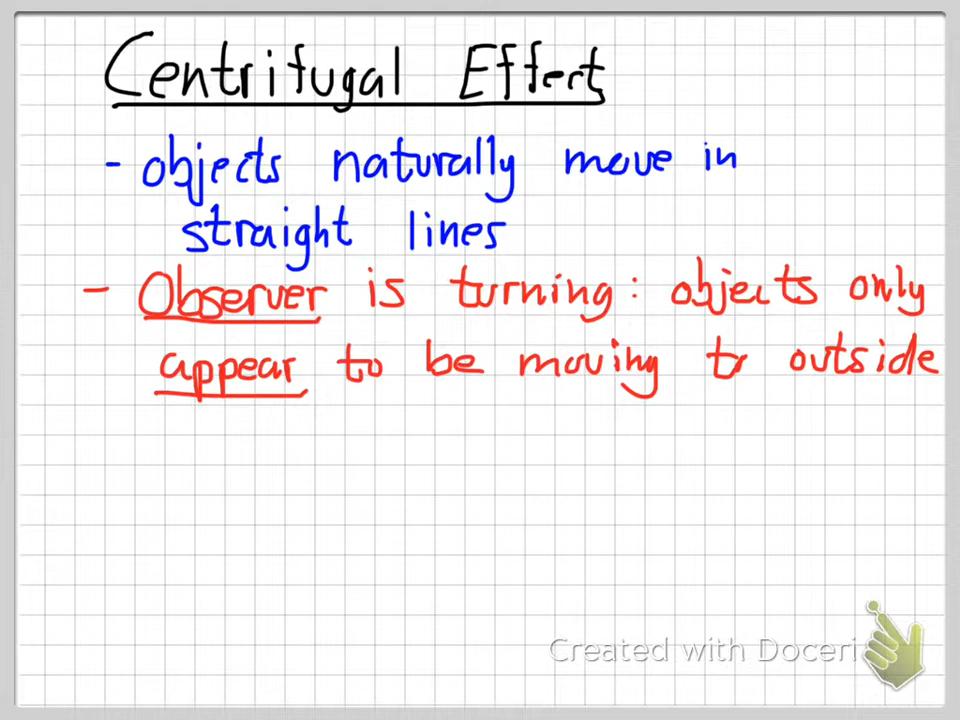 Centrifugal Effect
- objects naturally move in
straight lines
- Observer is turning: objects only
appear to be moving to outside
Created with Doceri